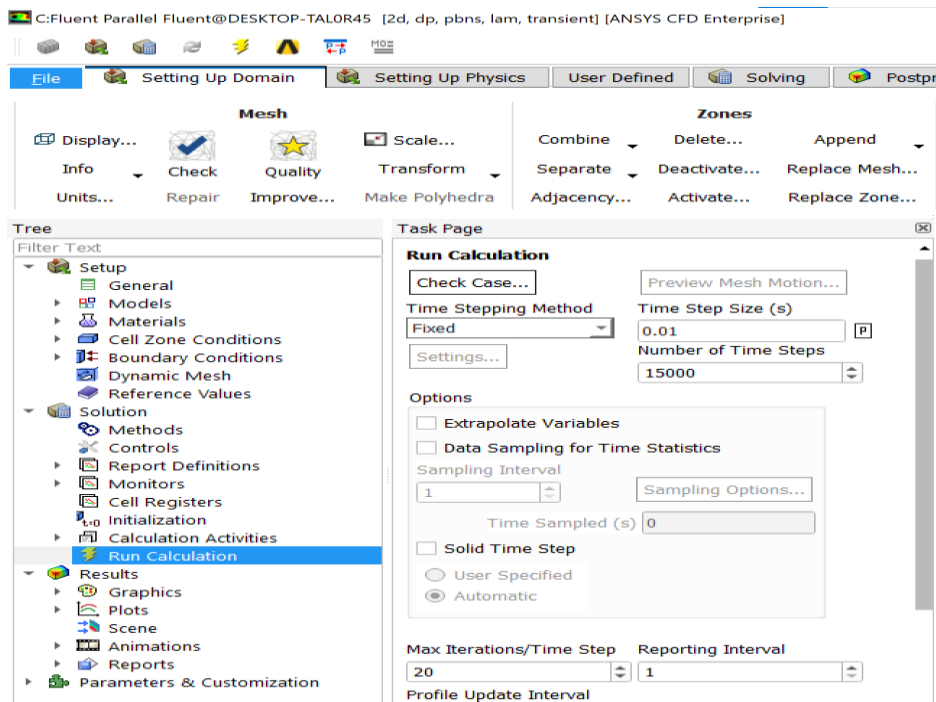 C:Fluent Parallel Fluent@DESKTOP-TAL0R45 [2d, dp, pbns, lam, transient] [ANSYS CFD Enterprise]
MOE
File Setting Up Domain Setting Up Physics User Defined Solving Postpr
Mesh
Display...
Info
Units...
Check
Repair
Quality
Improve...
Scale...
Transform
Make Polyhedra
Zones
Combine Delete... Append
Separate Deactivate... Replace Mesh...
Adjacency... Activate... Replace Zone...
Tree
Filter Text
Setup
General
Models
Materials
Cell Zone Conditions
Boundary Conditions
Dynamic Mesh
Reference Values
Solution
Methods
Controls
Report Definitions
Monitors
Cell Registers
t=0 Initialization
Calculation Activities
Run Calculation
Results
Graphics
Plots
Scene
Animations
Reports
Parameters & Customization
Task Page
Run Calculation
Check Case... Preview Mesh Motion...
Time Stepping Method Time Step Size (s)
Fixed 0.01 P
Settings... Number of Time Steps
15000
Options
Extrapolate Variables
Data Sampling for Time Statistics
Sampling Interval
1 Sampling Options...
Time Sampled (s) 0
Solid Time Step
User Specified
Automatic
Max Iterations/Time Step Reporting Interval
20 1
Profile Update Interval